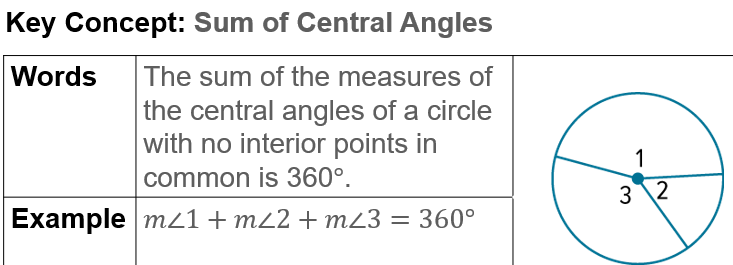 Key Concept: Sum of Central Angles
Words
The sum of the measures of
the central angles of a circle
with no interior points in
common is 360°.
Example
𝑚∠1 + 𝑚∠2 + 𝑚∠3 = 360°
1
3
2